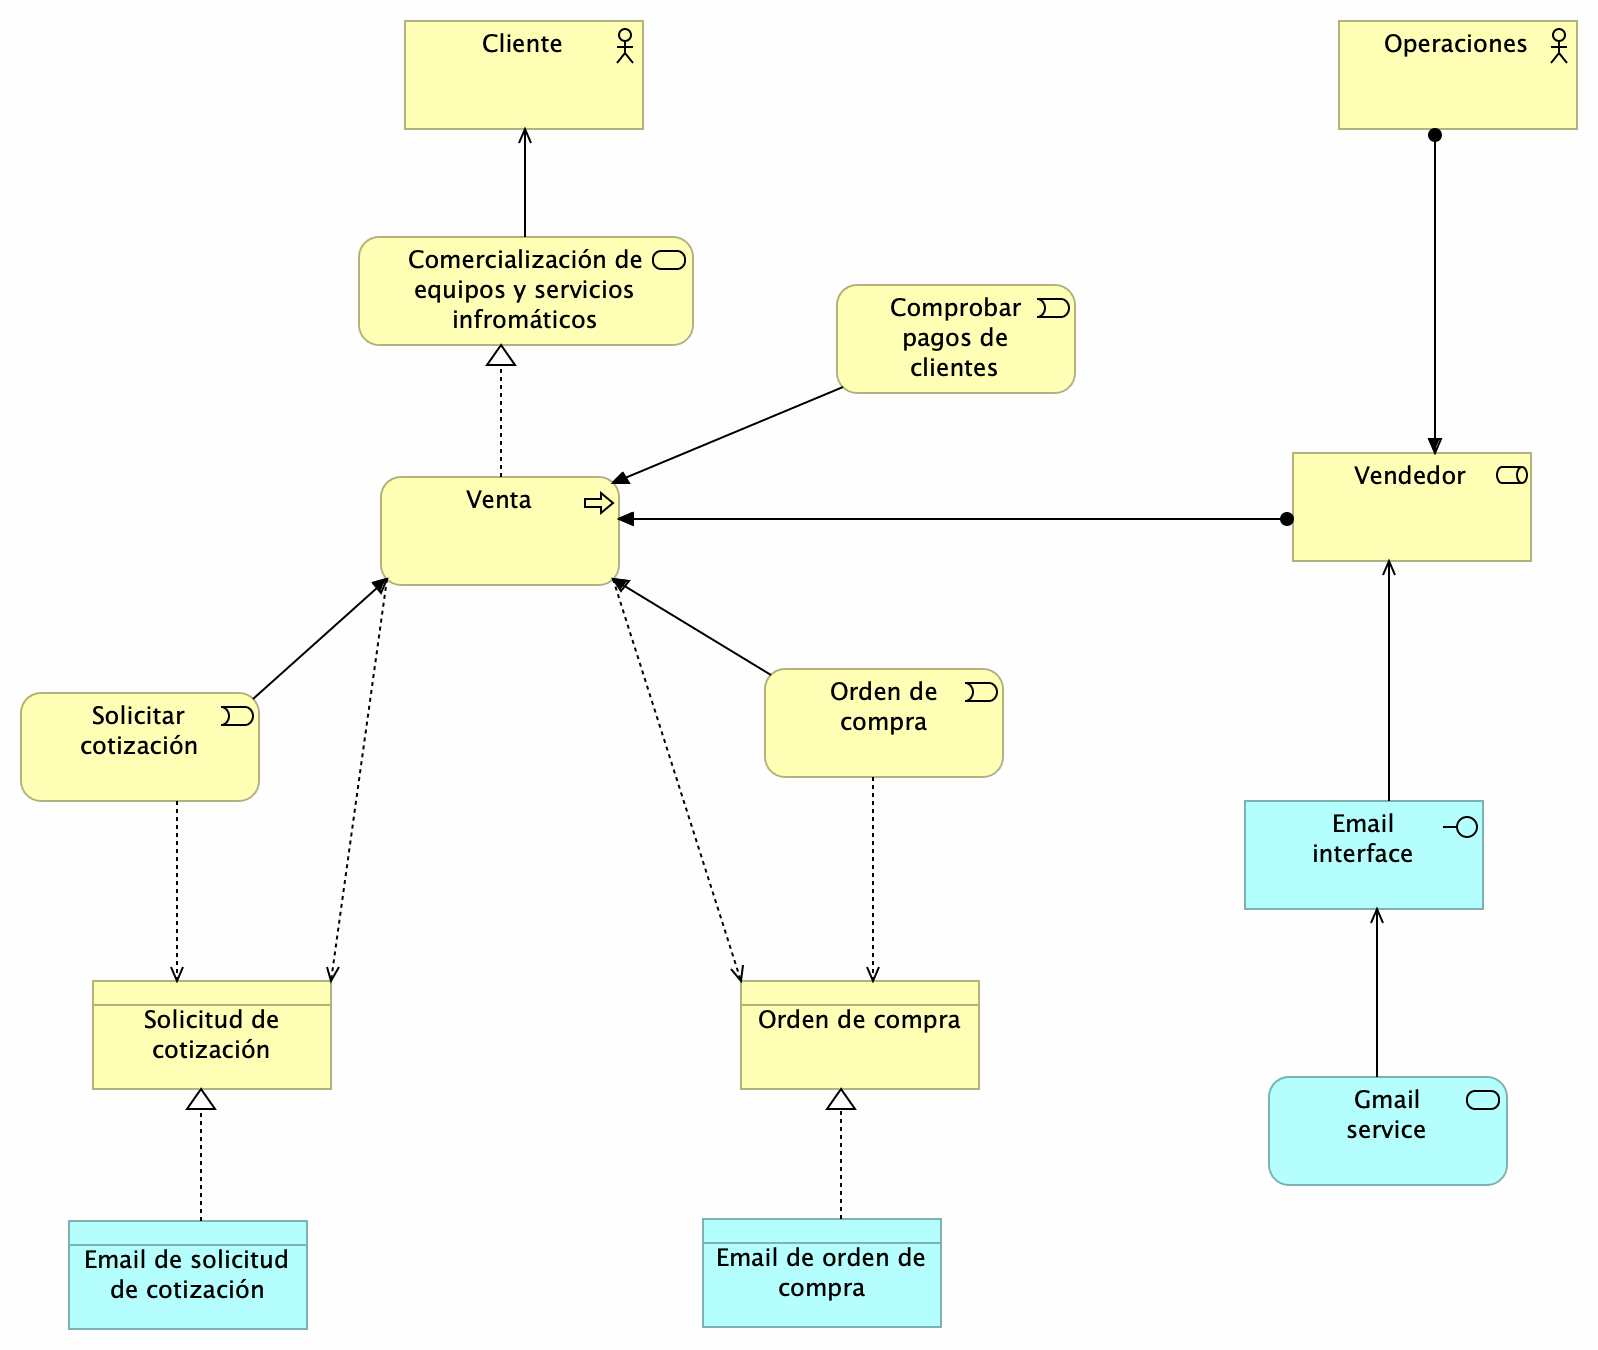 Cliente
Operaciones
Comercialización de
equipos y servicios
infromáticos
Comprobar
pagos de
clientes
Venta
Vendedor
Solicitar
cotización
Orden de
compra
Email
interface
Solicitud de
cotización
Orden de compra
Gmail
service
Email de solicitud
de cotización
Email de orden de
compra